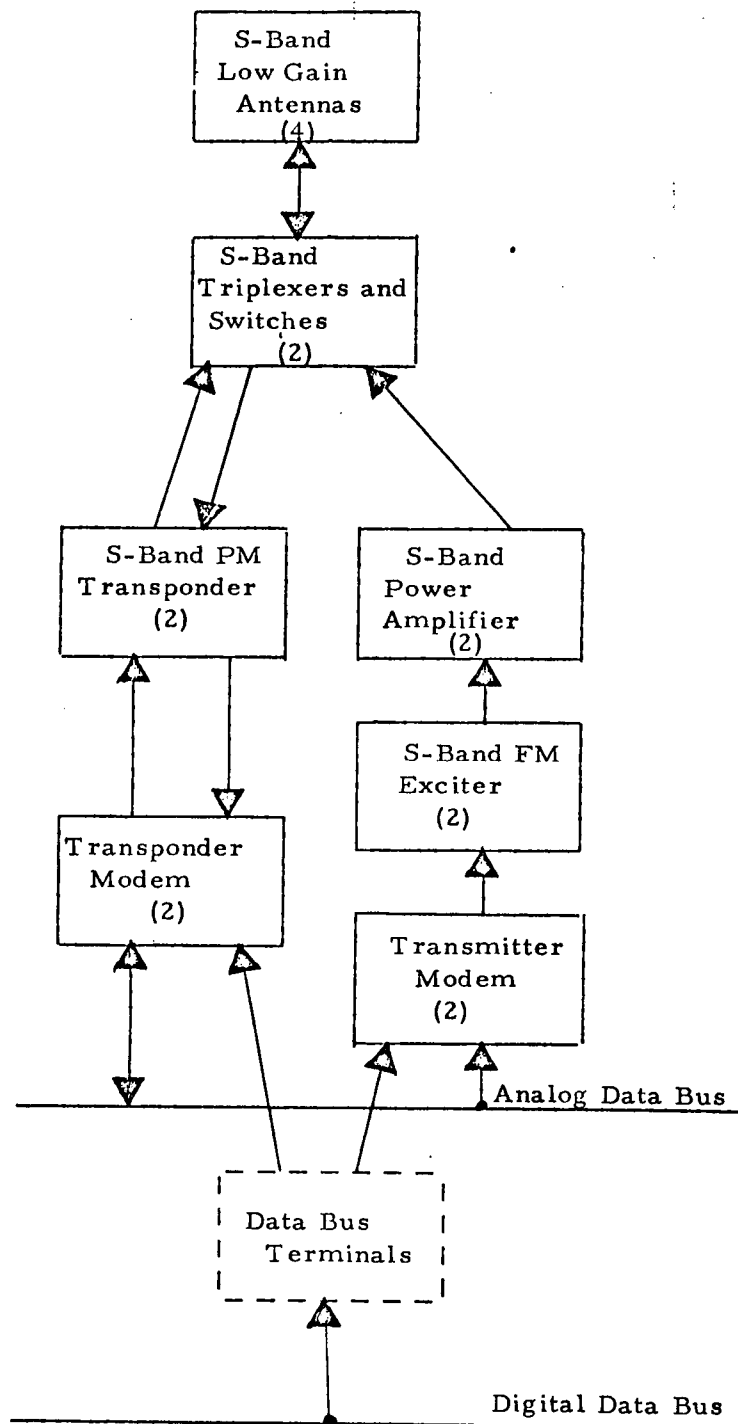 S-Band
Low Gain
Antennas
(4)
S-Band
Triplexers and
Switches
(2)
S-Band PM
Transponder
(2)
S-Band
Power
Amplifier
(2)
S-Band FM
Exciter
(2)
Transponder
Modem
(2)
Transmitter
Modem
(2)
Analog Data Bus
Data Bus
Terminals
Digital Data Bus